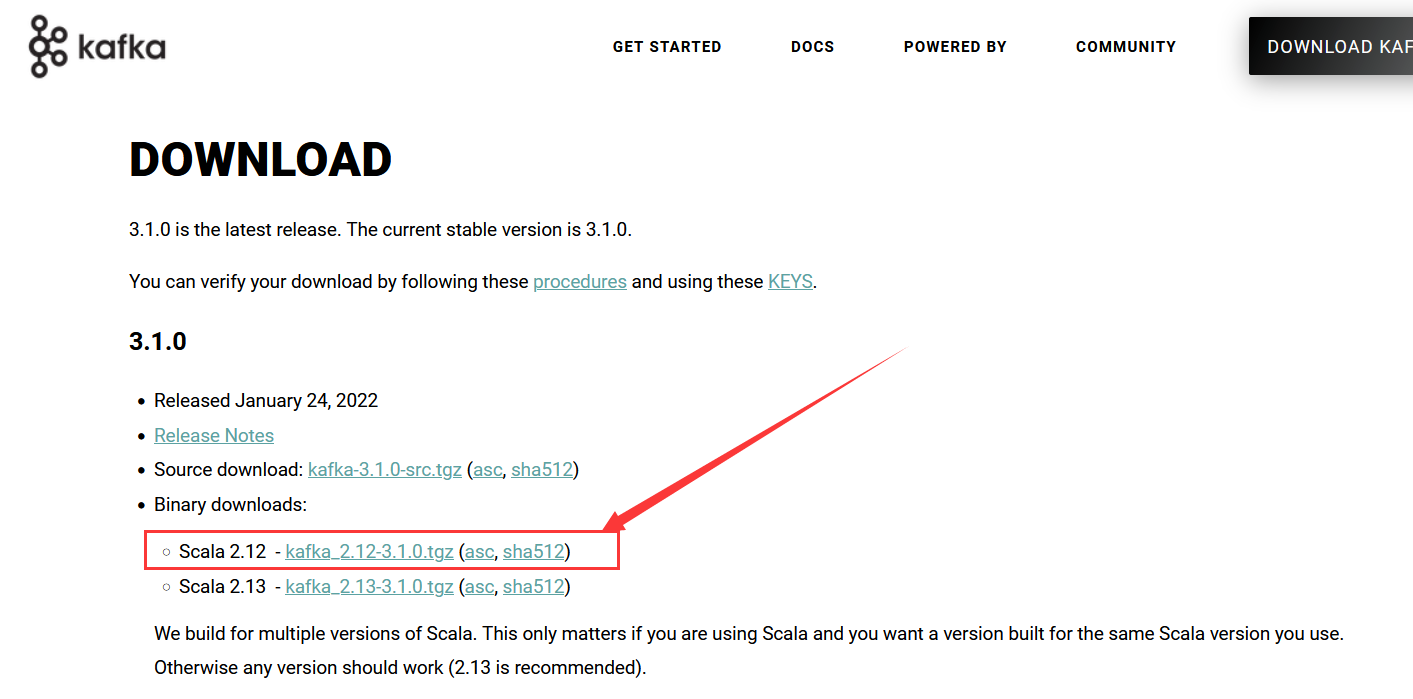 kafka
GET STARTED DOCS POWERED BY COMMUNITY DOWNLOAD KAF
DOWNLOAD
3.1.0 is the latest release. The current stable version is 3.1.0.
You can verify your download by following these procedures and using these KEYS.
3.1.0
• Released January 24, 2022
• Release Notes
• Source download: kafka-3.1.0-src.tgz (asc, sha512)
• Binary downloads:
○ Scala 2.12 - kafka_2.12-3.1.0.tgz (asc, sha512)
○ Scala 2.13 - kafka_2.13-3.1.0.tgz (asc, sha512)
We build for multiple versions of Scala. This only matters if you are using Scala and you want a version built for the same Scala version you use.
Otherwise any version should work (2.13 is recommended).